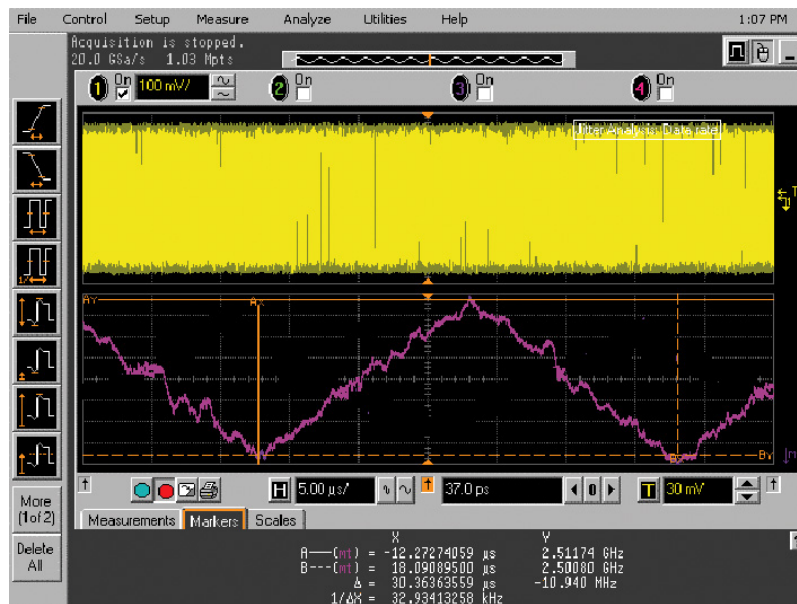 File Control Setup Measure Analyze Utilities Help 1:07 PM
Acquisition is stopped.
20.0 GSa/s 1.03 Mpts
1 On 100 mV/ 2 On 3 On 4 On
Jitter Analysis: Data rate
T
Ay Ax
B By
More
(1of 2)
Delete
All
H 5.00 µs/ 37.0 ps 0 T 30 mV
Measurements Markers Scales
X Y
A——(mt) = -12.27274059 µs 2.51174 GHz
B---(mt) = 18.09089500 µs 2.50080 GHz
Δ = 30.36363559 µs -10.940 MHz
1/ΔX = 32.93413258 kHz